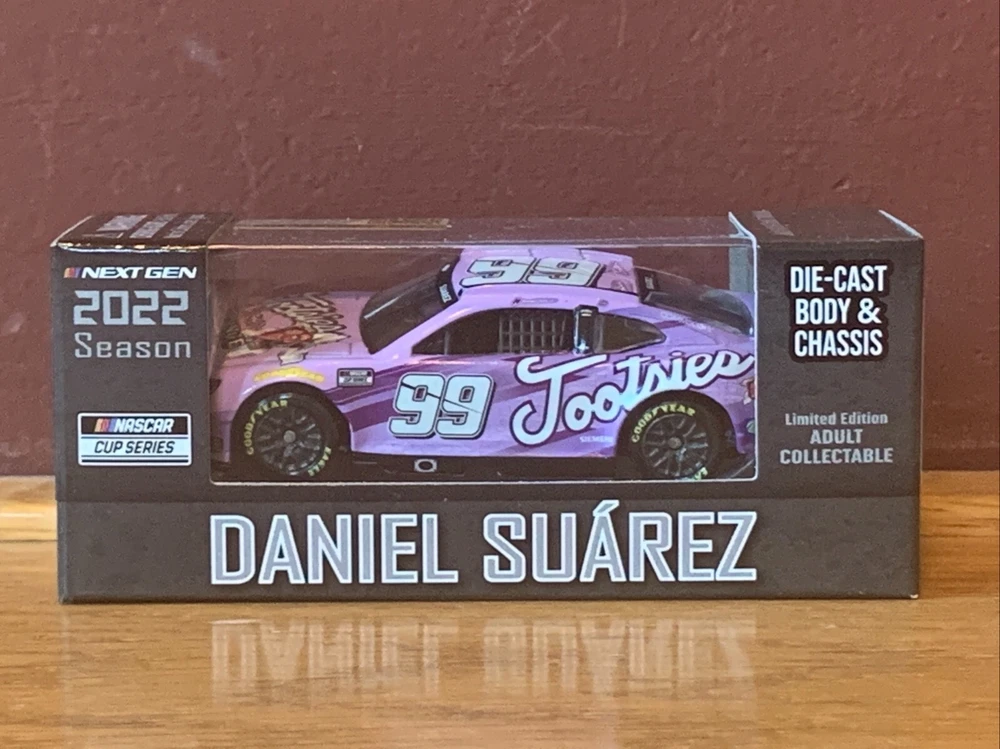 NEXT GEN
2022
Season
NASCAR
CUP SERIES
99
99
Tootsies
GOODYEAR
GOODYEAR
DIE-CAST
BODY &
CHASSIS
Limited Edition
ADULT
COLLECTABLE
DANIEL SUÁREZ